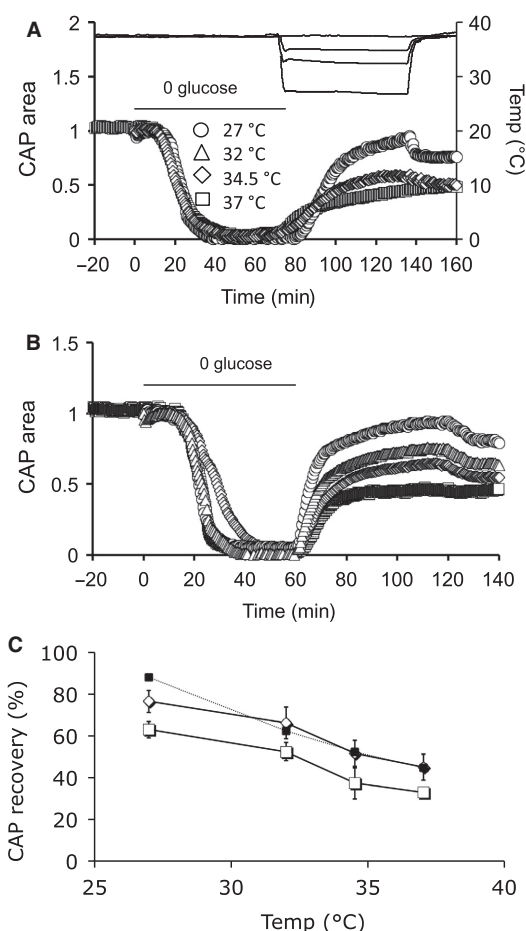 A
2
1.5
1
0.5
0
CAP area
40
30
20
10
0
Temp (°C)
0 glucose
27 °C
32 °C
34.5 °C
37 °C
−20 0 20 40 60 80 100 120 140 160
Time (min)
B
1.5
1
0.5
0
CAP area
0 glucose
−20 0 20 40 60 80 100 120 140
Time (min)
C
100
80
60
40
20
0
CAP recovery (%)
25 30 35 40
Temp (°C)